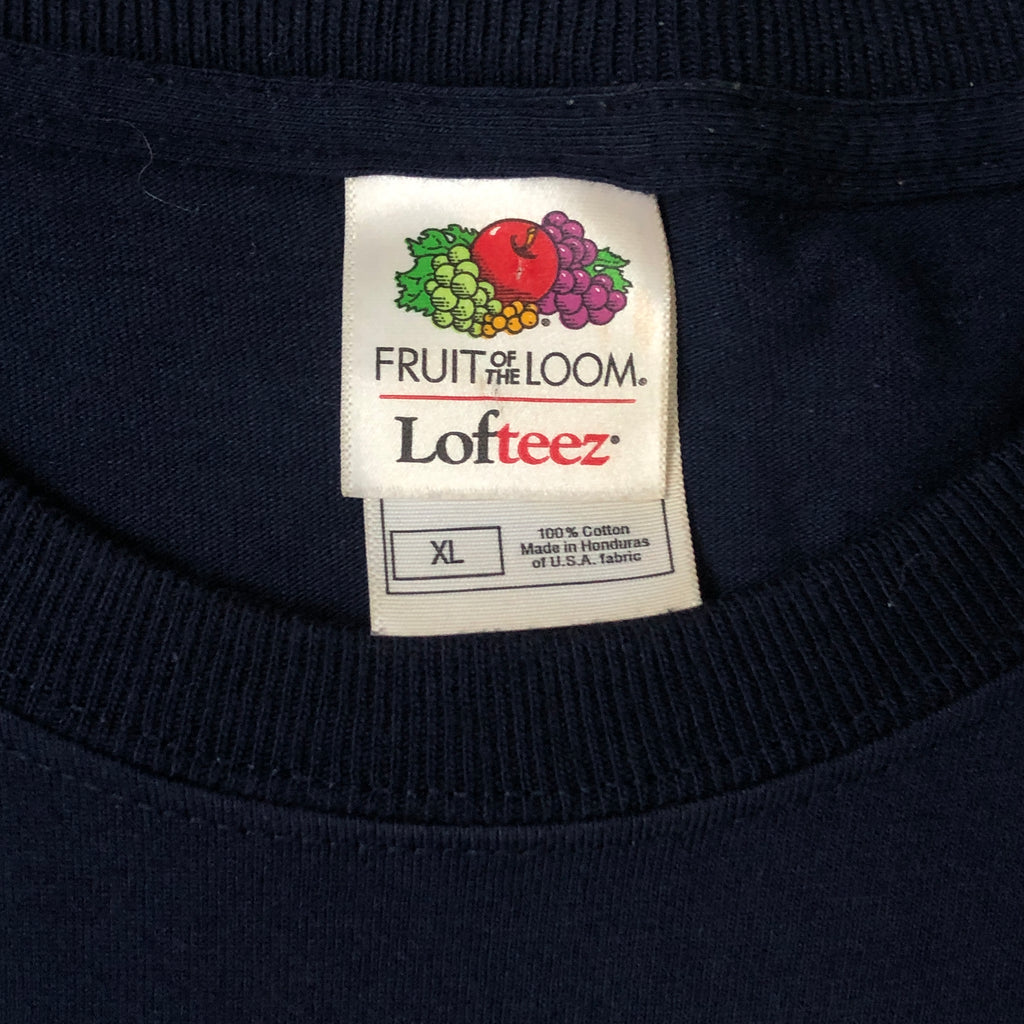 FRUIT OF THE LOOM®
Lofteez
XL
100% Cotton
Made in Honduras
of U.S.A. fabric